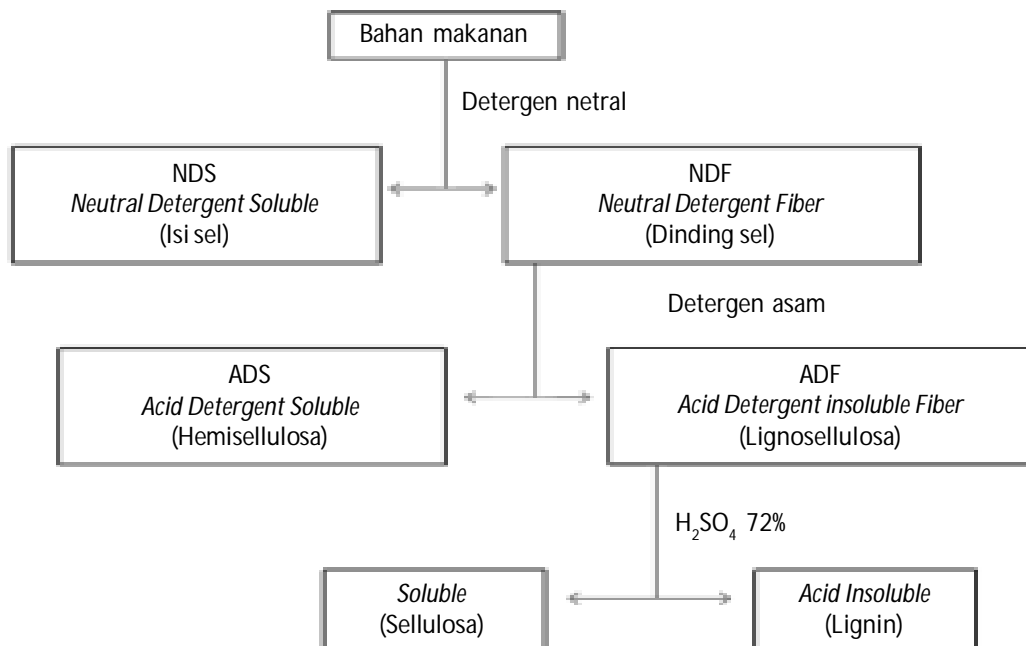 Bahan makanan
Detergen netral
NDS
Neutral Detergent Soluble
(Isi sel)
NDF
Neutral Detergent Fiber
(Dinding sel)
Detergen asam
ADS
Acid Detergent Soluble
(Hemisellulosa)
ADF
Acid Detergent insoluble Fiber
(Lignosellulosa)
H₂SO₄ 72%
Soluble
(Sellulosa)
Acid Insoluble
(Lignin)